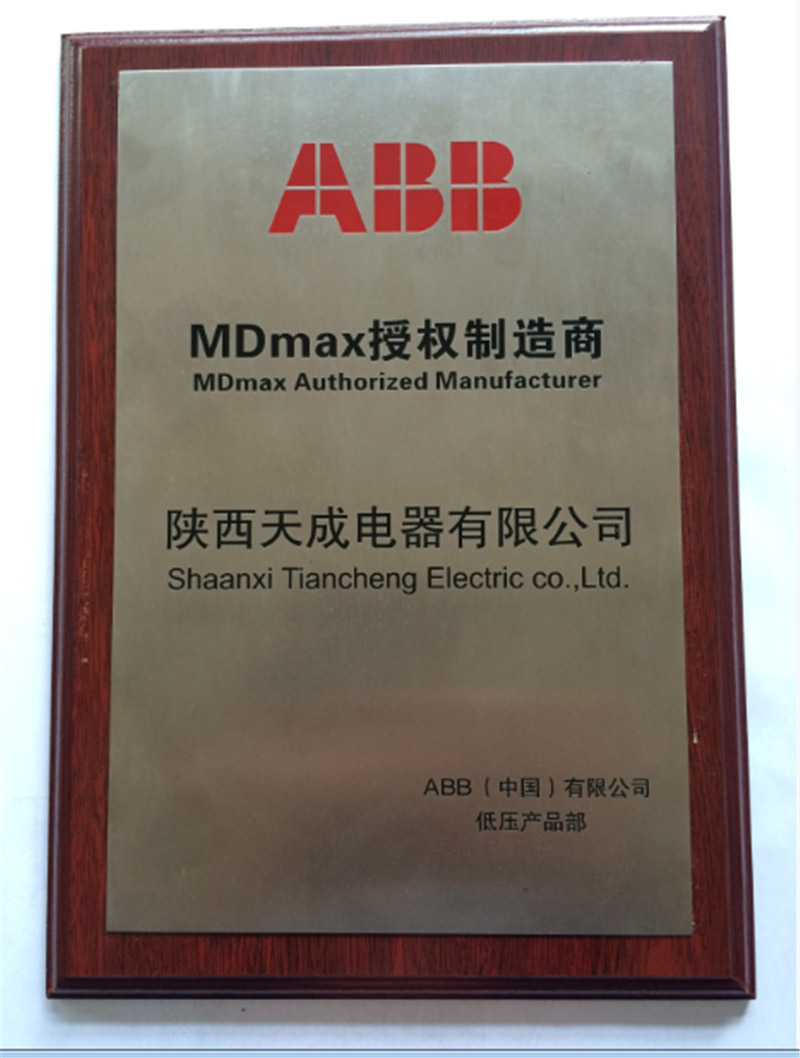 ABB
MDmax授权制造商
MDmax Authorized Manufacturer
陕西天成电器有限公司
Shaanxi Tiancheng Electric co.,Ltd.
ABB（中国）有限公司
低压产品部